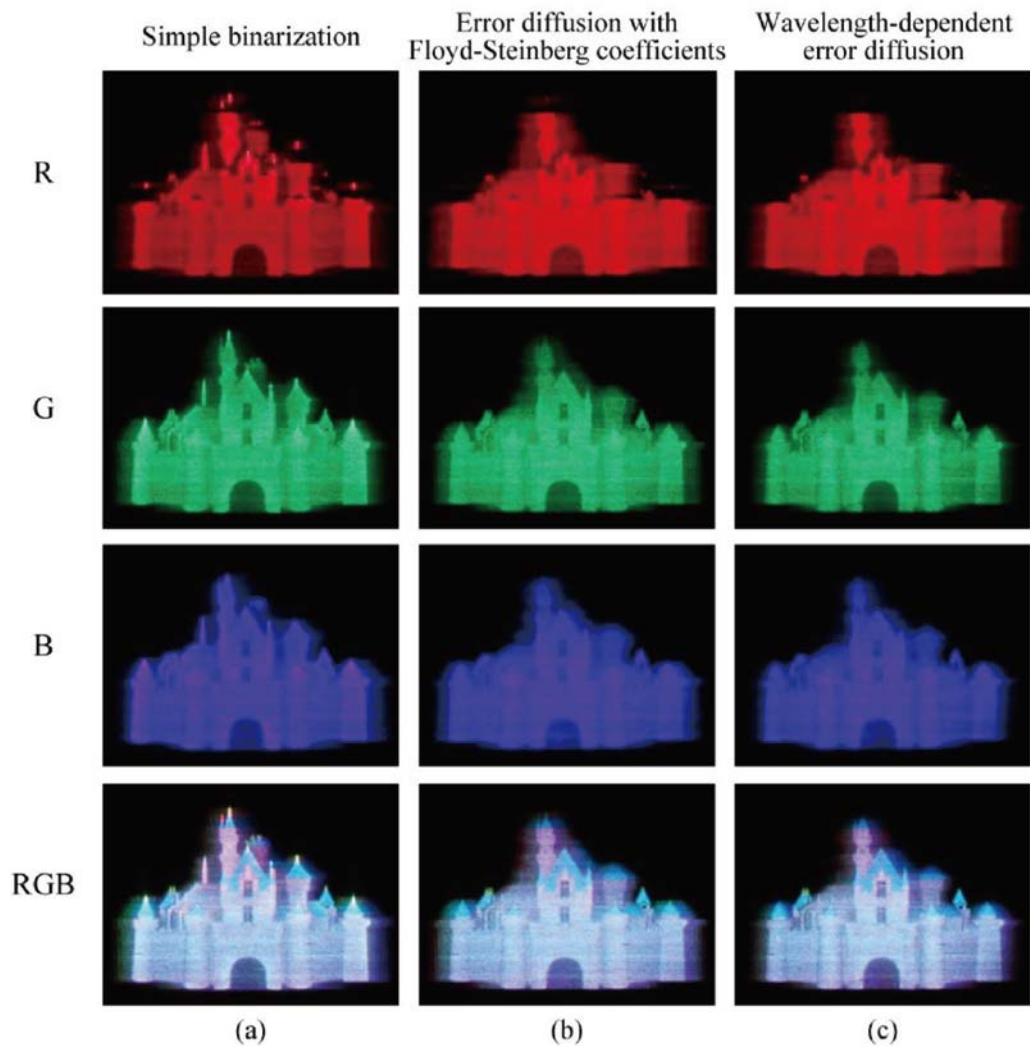 Simple binarization
Error diffusion with
Floyd-Steinberg coefficients
Wavelength-dependent
error diffusion
R
G
B
RGB
(a)
(b)
(c)